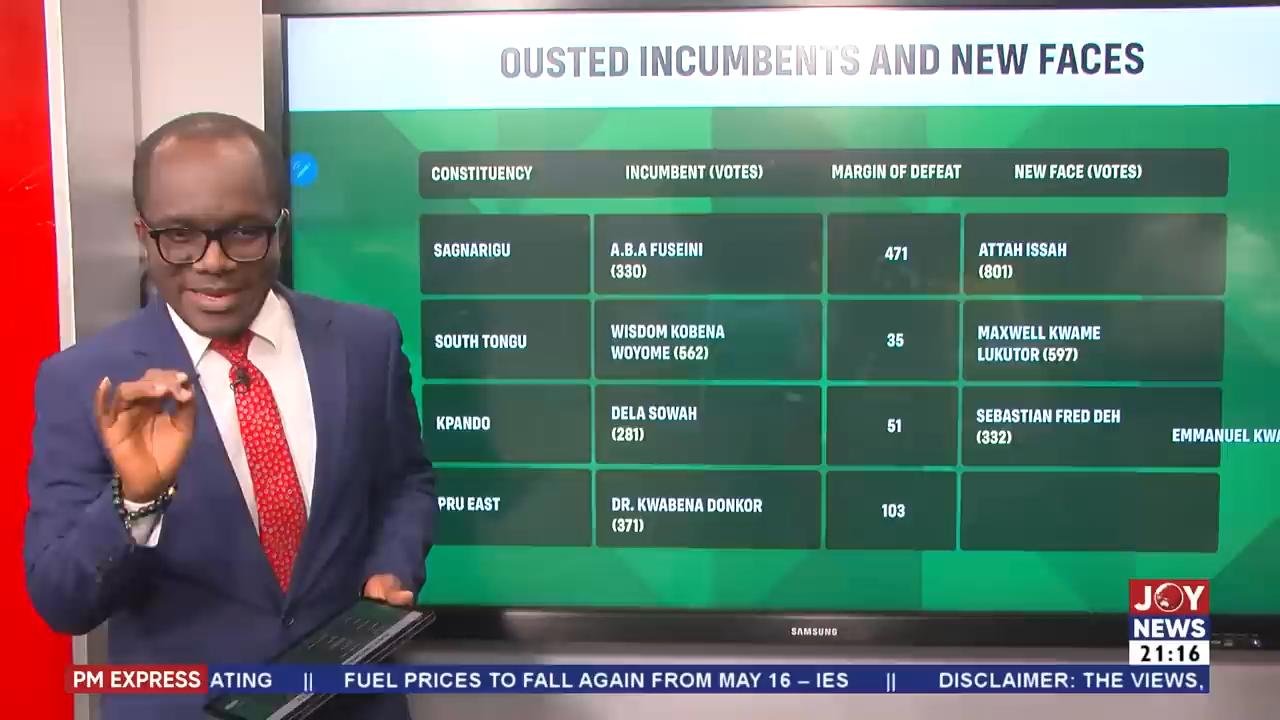 OUSTED INCUMBENTS AND NEW FACES
CONSTITUENCY INCUMBENT (VOTES) MARGIN OF DEFEAT NEW FACE (VOTES)
SAGNARIGU
A.B.A FUSEINI
(330)
471
ATTAH ISSAH
(801)
SOUTH TONGU
WISDOM KOBENA
WOYOME (562)
35
MAXWELL KWAME
LUKUTOR (597)
KPANDO
DELA SOWAH
(281)
51
SEBASTIAN FRED DEH
(332)
EMMANUEL KWA
PRU EAST
DR. KWABENA DONKOR
(371)
103
SAMSUNG
JOY
NEWS
21:16
PM EXPRESS ATING || FUEL PRICES TO FALL AGAIN FROM MAY 16 – IES || DISCLAIMER: THE VIEWS,